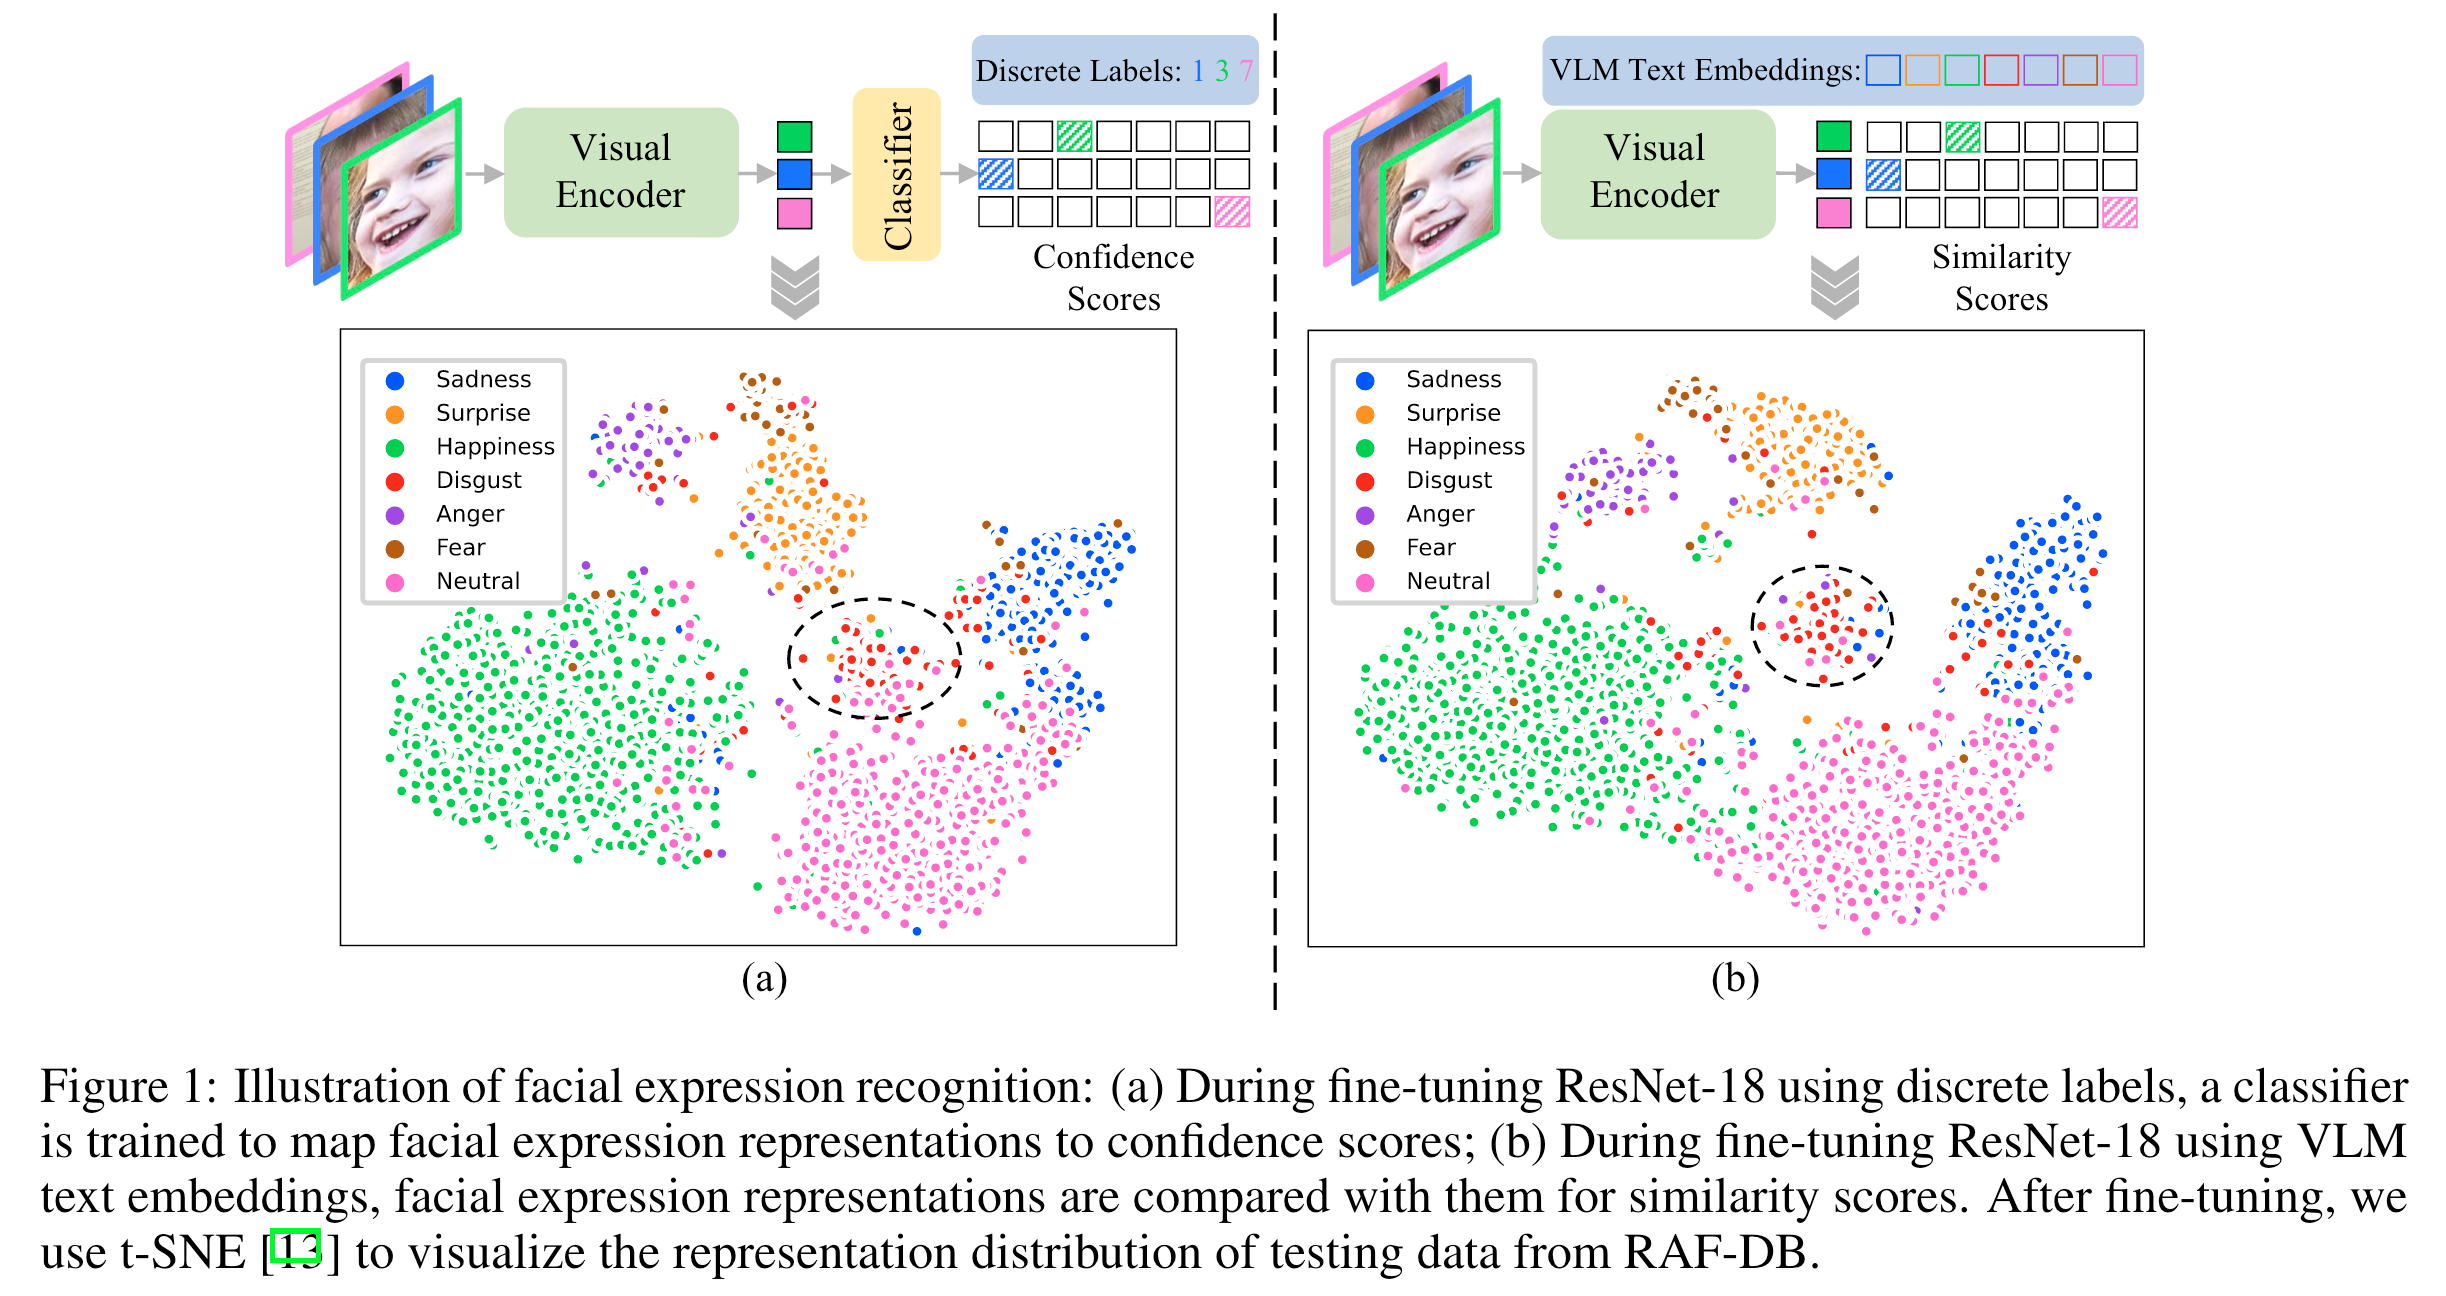 Discrete Labels: 1 3 7
Visual
Encoder
Classifier
Confidence
Scores
Sadness
Surprise
Happiness
Disgust
Anger
Fear
Neutral
(a)
VLM Text Embeddings:
Visual
Encoder
Similarity
Scores
Sadness
Surprise
Happiness
Disgust
Anger
Fear
Neutral
(b)
Figure 1: Illustration of facial expression recognition: (a) During fine-tuning ResNet-18 using discrete labels, a classifier
is trained to map facial expression representations to confidence scores; (b) During fine-tuning ResNet-18 using VLM
text embeddings, facial expression representations are compared with them for similarity scores. After fine-tuning, we
use t-SNE [13] to visualize the representation distribution of testing data from RAF-DB.